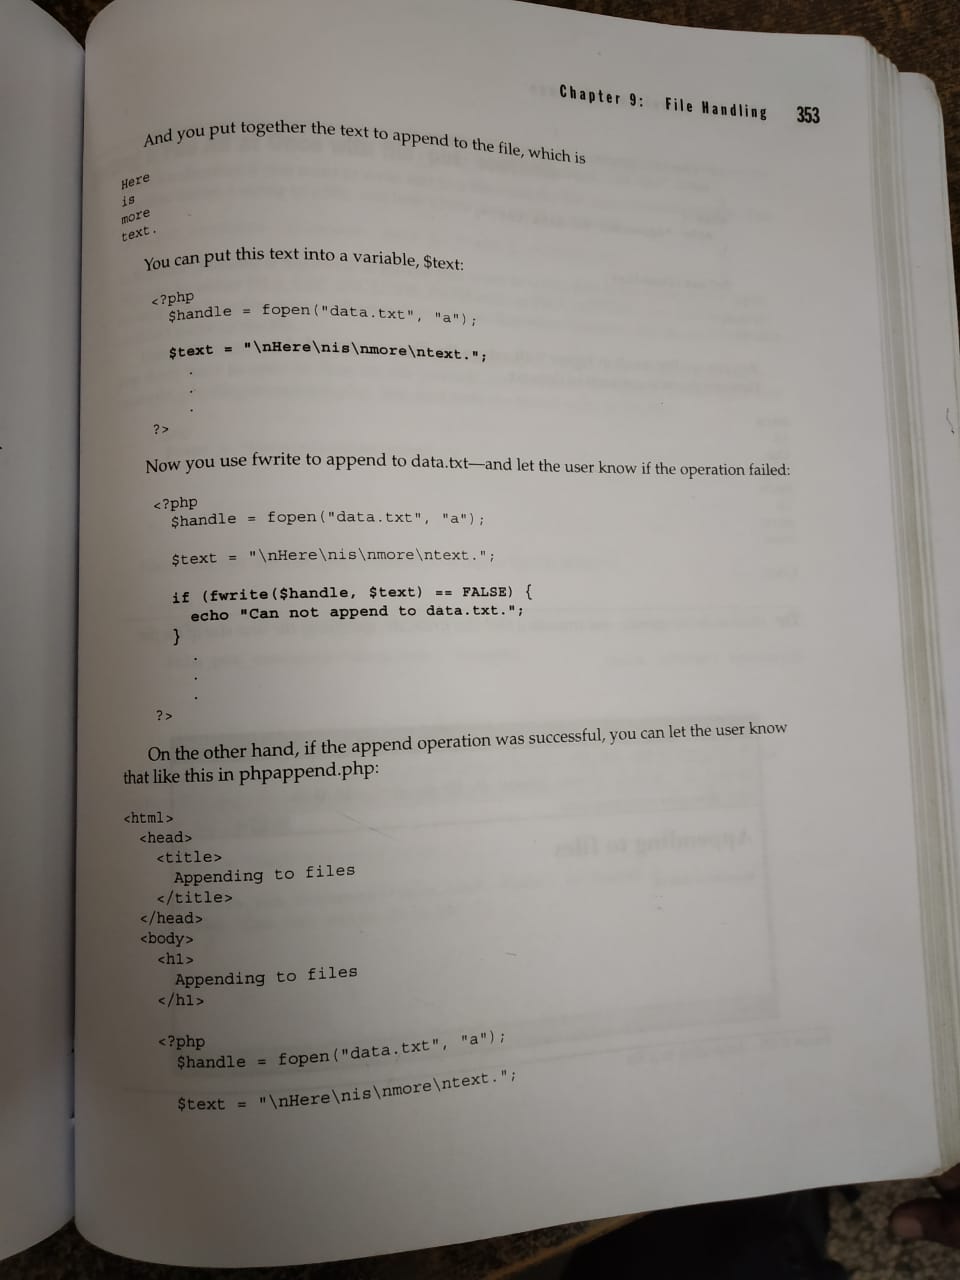 Chapter 9: File Handling 353
And you put together the text to append to the file, which is
Here
is
more
text.
You can put this text into a variable, $text:
<?php
$handle = fopen("data.txt", "a");
$text = "\nHere\nis\nmore\ntext.";
.
.
.
?>
Now you use fwrite to append to data.txt—and let the user know if the operation failed:
<?php
$handle = fopen("data.txt", "a");
$text = "\nHere\nis\nmore\ntext.";
if (fwrite($handle, $text) == FALSE) {
echo "Can not append to data.txt.";
}
.
.
.
?>
On the other hand, if the append operation was successful, you can let the user know
that like this in phpappend.php:
<html>
<head>
<title>
Appending to files
</title>
</head>
<body>
<h1>
Appending to files
</h1>
<?php
$handle = fopen("data.txt", "a");
$text = "\nHere\nis\nmore\ntext.";